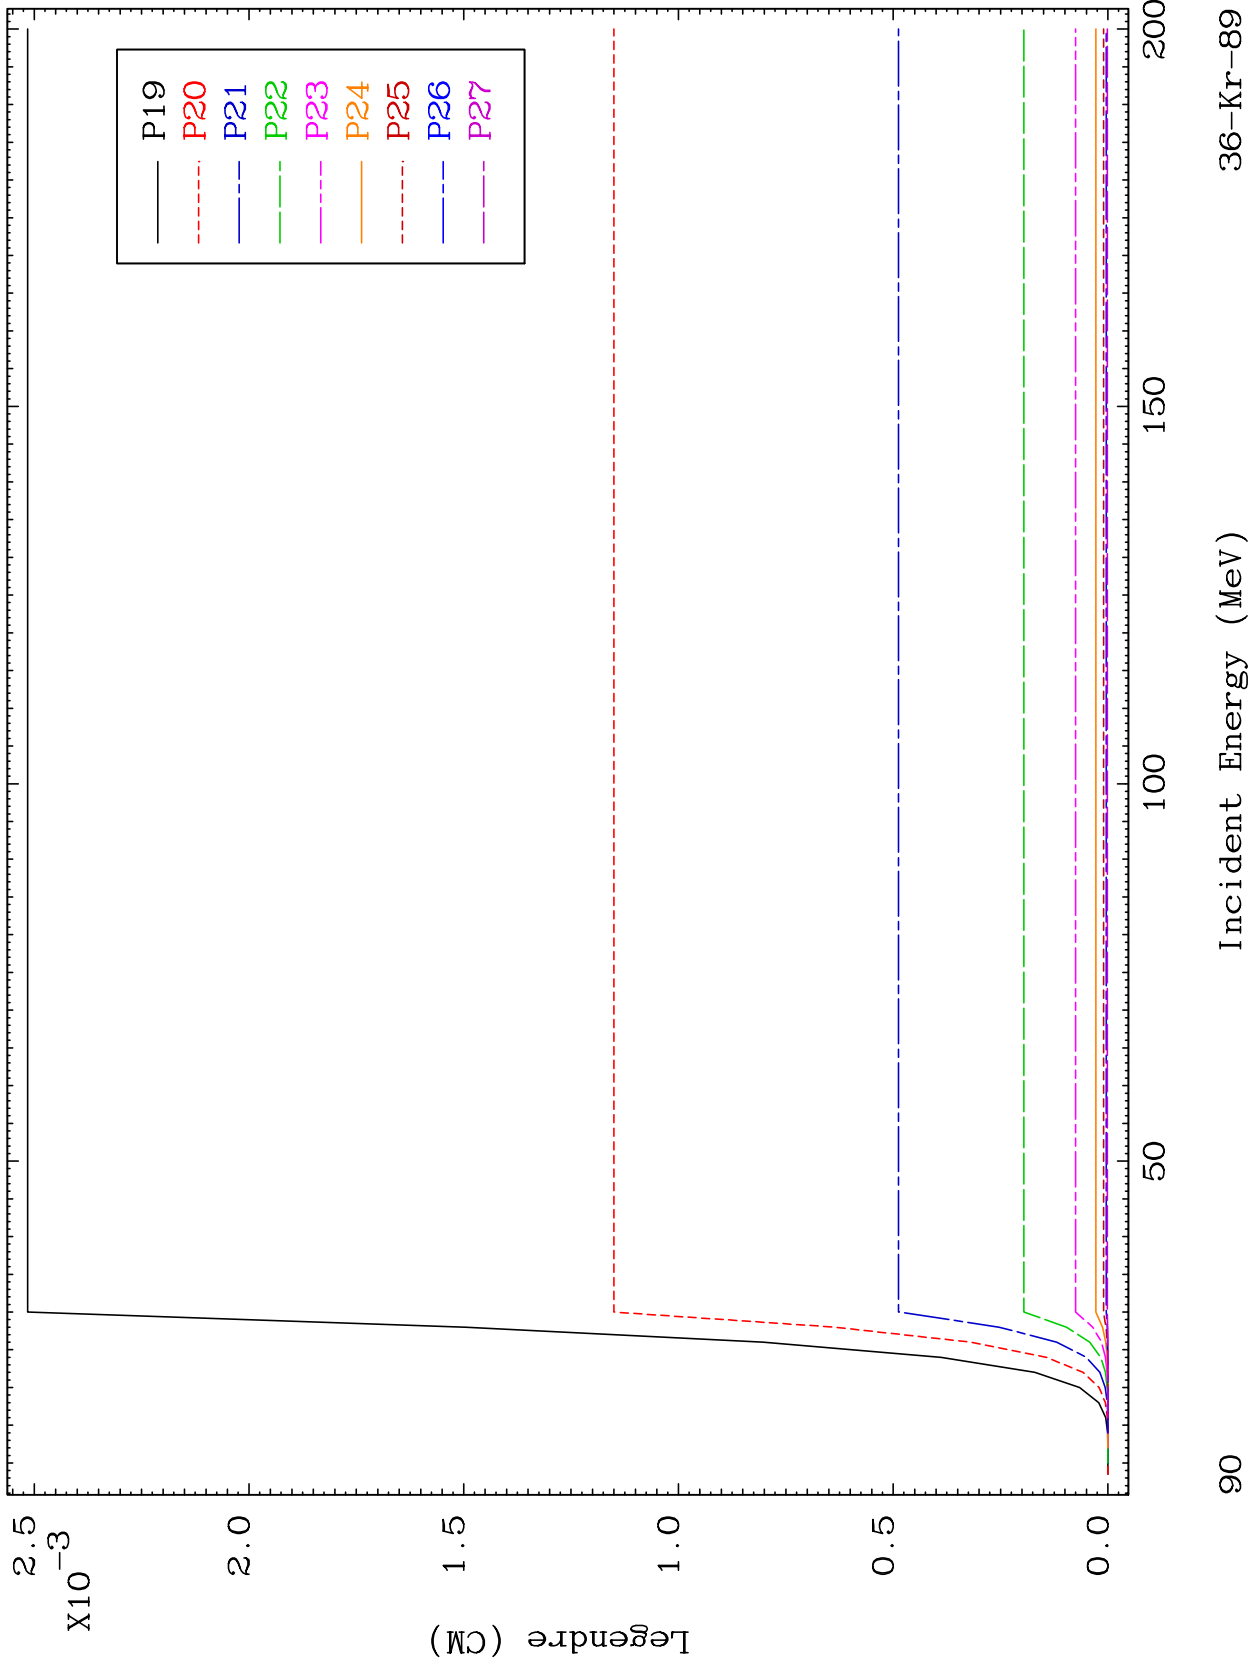 2.5
X10
-3
2.0
1.5
1.0
0.5
0.0
Legendre (CM)
P19
P20
P21
P22
P23
P24
P25
P26
P27
50
100
150
200
Incident Energy (MeV)
90
36-Kr-89